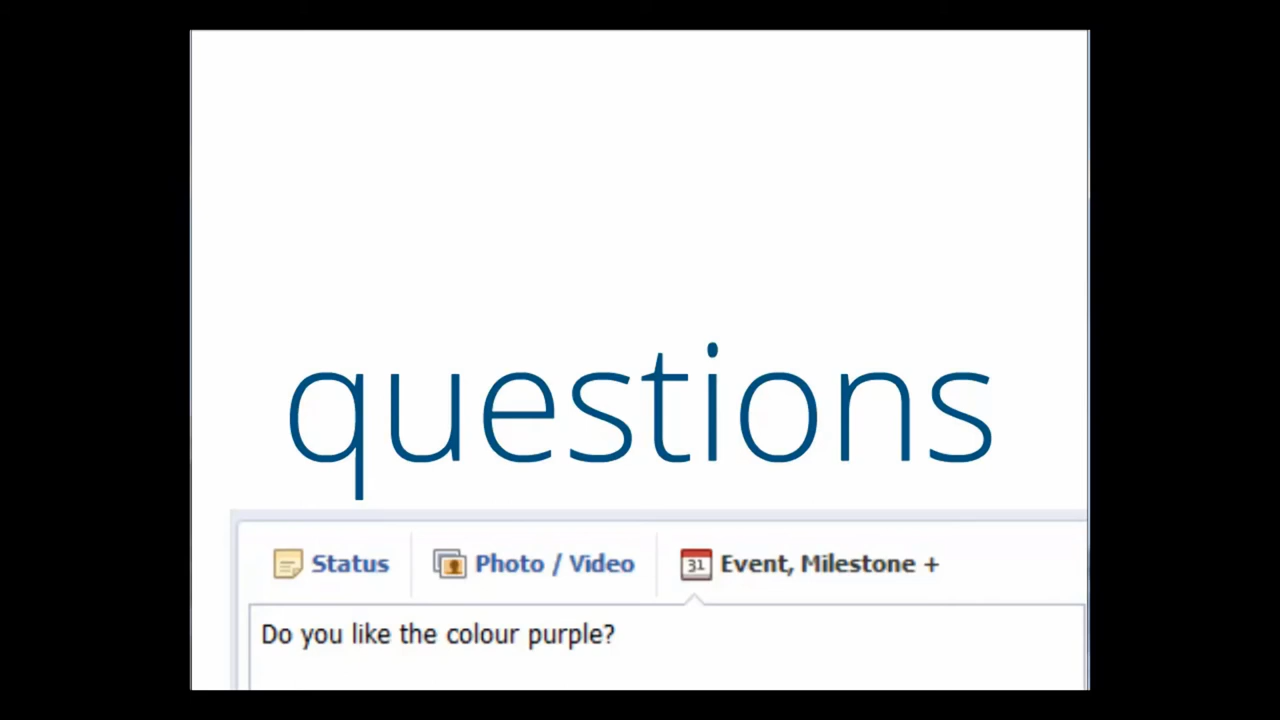 questions
Status Photo / Video 31 Event, Milestone +
Do you like the colour purple?